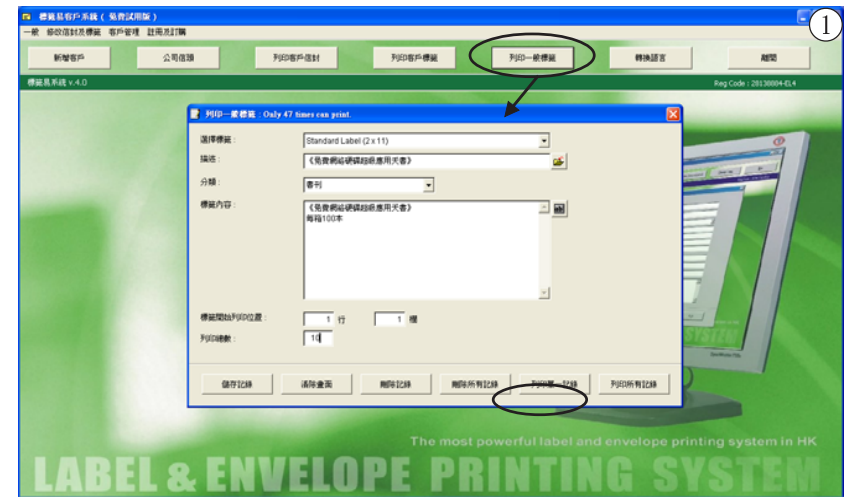 標籤易客戶系統 ( 免費試用版 )
1
一般 修改信封及標籤 客戶管理 註冊及訂購
新增客戶 公司信頭 列印客戶信封 列印客戶標籤 列印一般標籤 轉換語言 離開
標籤易系統 v.4.0 Reg Code : 20130804-EL4
列印一般標籤 : Only 47 times can print.
選擇標籤 : Standard Label (2 x 11)
描述 : 《免費網絡硬碟超級應用天書》
分類 : 書刊
標籤內容 : 《免費網絡硬碟超級應用天書》
每箱100本
標籤開始列印位置 : 1 行 1 欄
列印總數 : 10
儲存記錄 清除畫面 刪除記錄 刪除所有記錄 列印單一記錄 列印所有記錄
The most powerful label and envelope printing system in HK
LABEL & ENVELOPE PRINTING SYSTEM